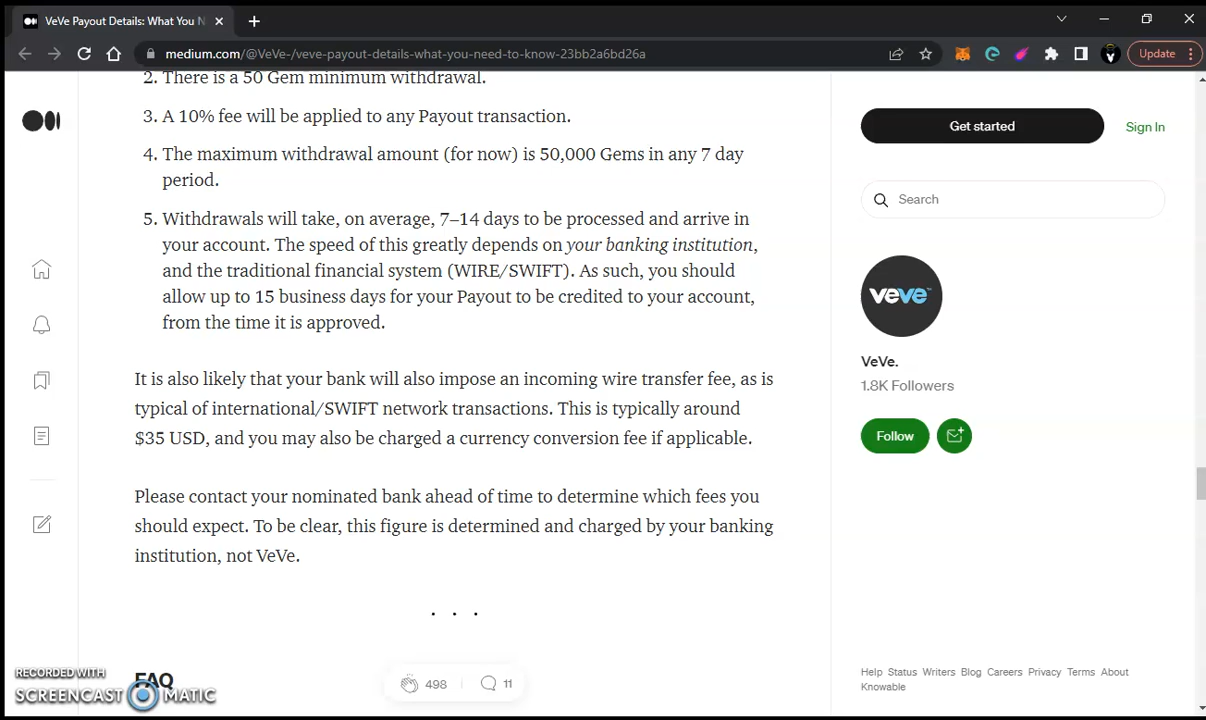 VeVe Payout Details: What You N
medium.com/@VeVe-/veve-payout-details-what-you-need-to-know-23bb2a6bd26a
Update
2. There is a 50 Gem minimum withdrawal.
3. A 10% fee will be applied to any Payout transaction.
4. The maximum withdrawal amount (for now) is 50,000 Gems in any 7 day
period.
5. Withdrawals will take, on average, 7–14 days to be processed and arrive in
your account. The speed of this greatly depends on your banking institution,
and the traditional financial system (WIRE/SWIFT). As such, you should
allow up to 15 business days for your Payout to be credited to your account,
from the time it is approved.
It is also likely that your bank will also impose an incoming wire transfer fee, as is
typical of international/SWIFT network transactions. This is typically around
$35 USD, and you may also be charged a currency conversion fee if applicable.
Please contact your nominated bank ahead of time to determine which fees you
should expect. To be clear, this figure is determined and charged by your banking
institution, not VeVe.
. . .
FAQ
498
11
Get started
Sign In
Search
veve
VeVe.
1.8K Followers
Follow
Help Status Writers Blog Careers Privacy Terms About
Knowable
RECORDED WITH
SCREENCAST MATIC